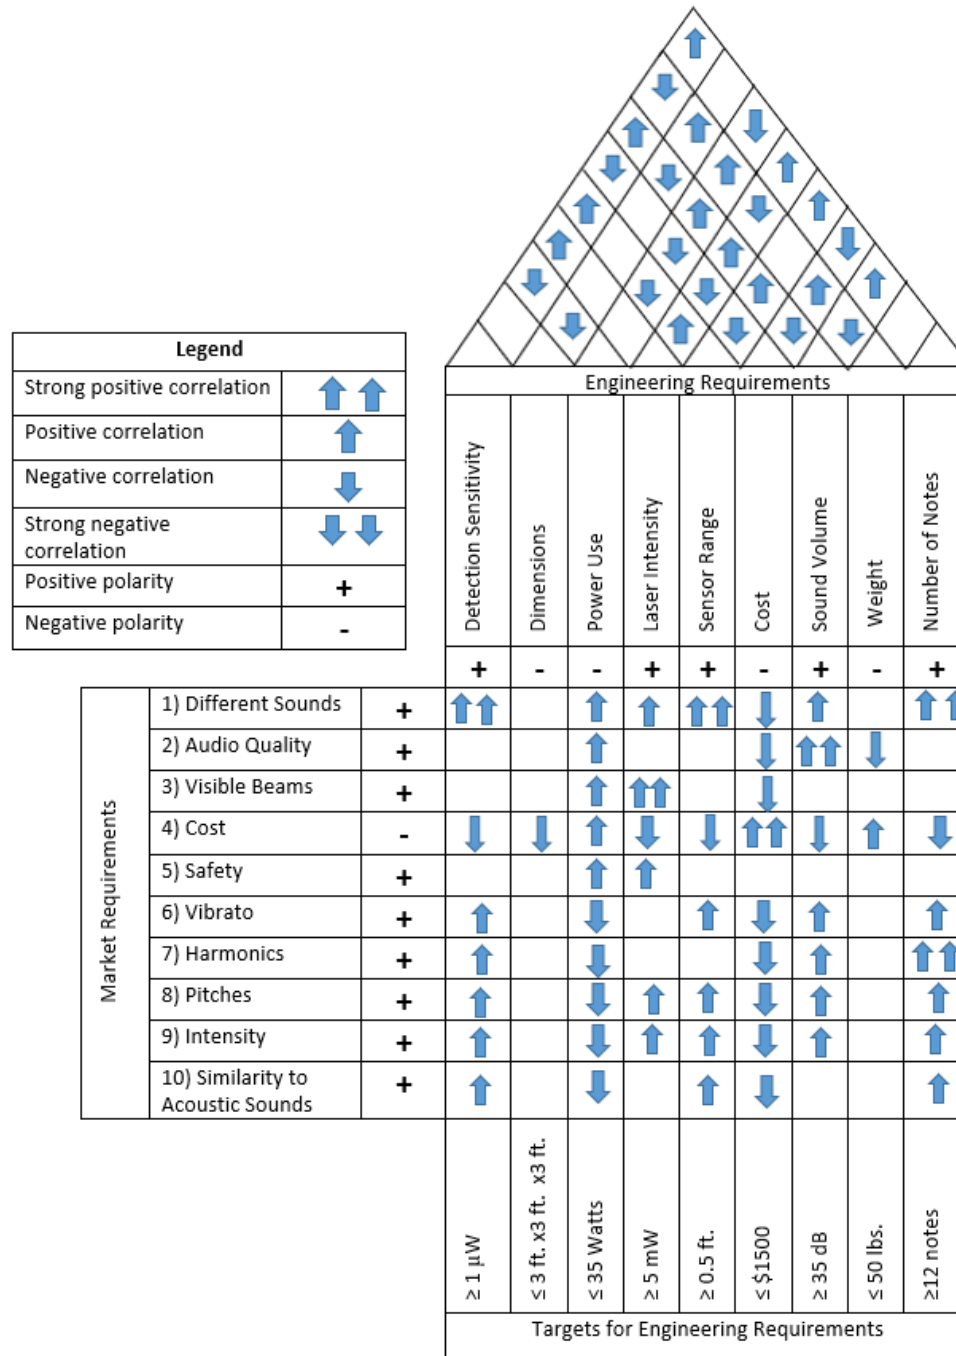 Legend
Strong positive correlation
Positive correlation
Negative correlation
Strong negative
correlation
Positive polarity
+
Negative polarity
-
Engineering Requirements
Detection Sensitivity
Dimensions
Power Use
Laser Intensity
Sensor Range
Cost
Sound Volume
Weight
Number of Notes
+ - - + + - + - +
Market Requirements
1) Different Sounds +
2) Audio Quality +
3) Visible Beams +
4) Cost -
5) Safety +
6) Vibrato +
7) Harmonics +
8) Pitches +
9) Intensity +
10) Similarity to
Acoustic Sounds +
≥ 1 µW
≤ 3 ft. x3 ft. x3 ft.
≤ 35 Watts
≥ 5 mW
≥ 0.5 ft.
≤ $1500
≥ 35 dB
≤ 50 lbs.
≥12 notes
Targets for Engineering Requirements